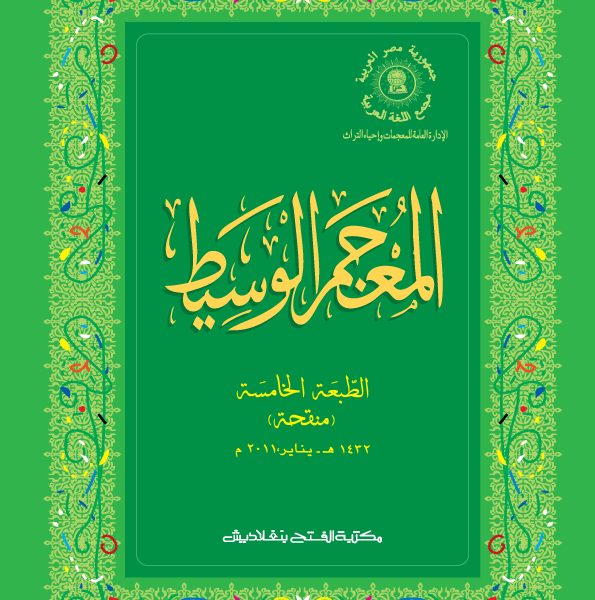 جمهورية مصر العربية
مجمع اللغة العربية
الإدارة العامة للمعجمات وإحياء التراث
المعجم الوسيط
الطبعة الخامسة
(منقحة)
١٤٣٢ هـ - يناير، ٢٠١١ م
مكتبة الفتح بنغلاديش